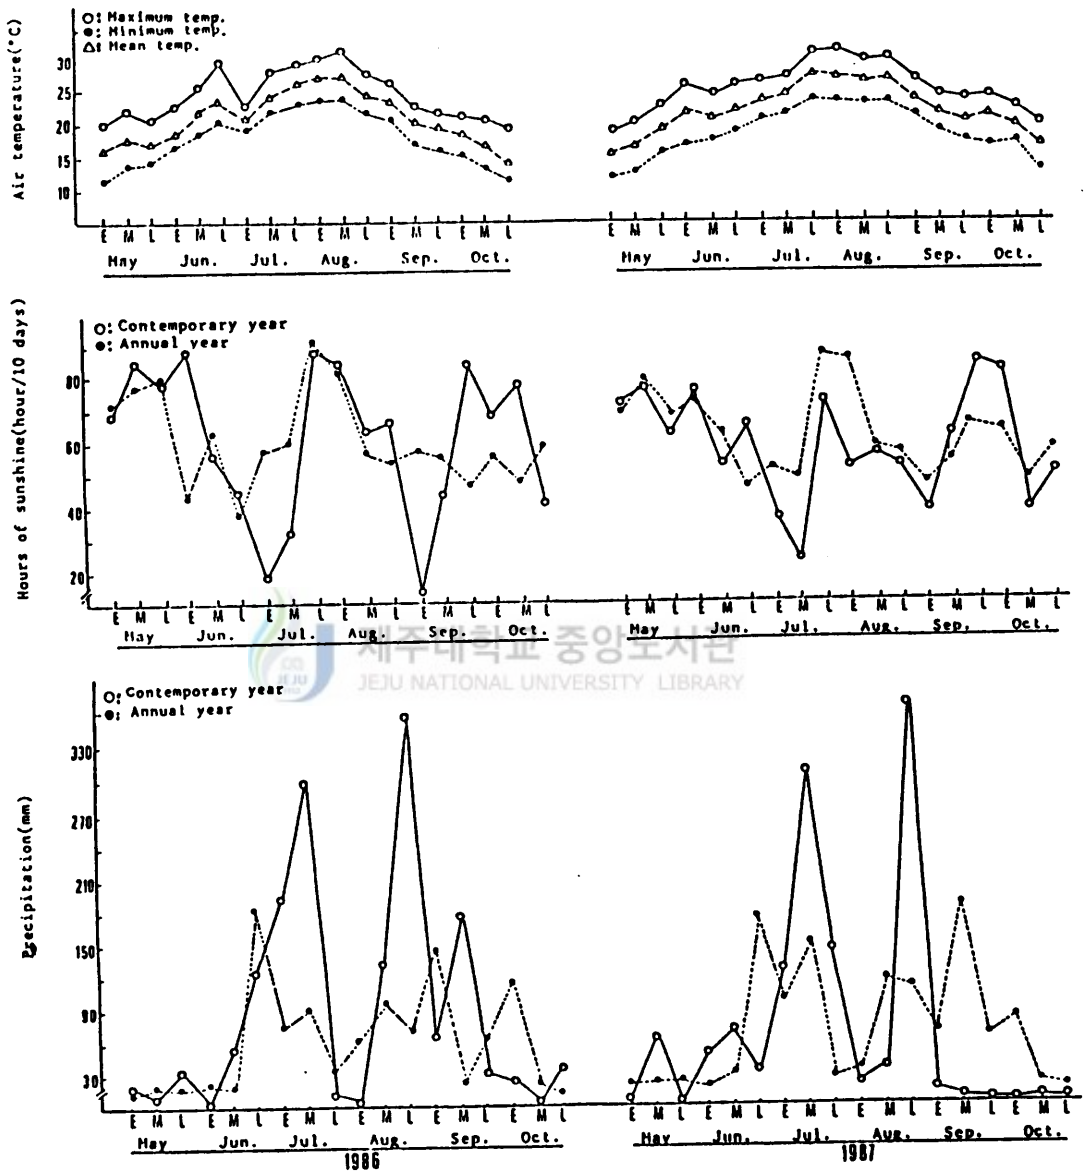 O: Maximum temp.
●: Minimum temp.
△: Mean temp.
Air temperature(°C)
30
25
20
15
10
E M L E M L E M L E M L E M L E M L
May Jun. Jul. Aug. Sep. Oct.
E M L E M L E M L E M L E M L E M L
May Jun. Jul. Aug. Sep. Oct.
O: Contemporary year
●: Annual year
Hours of sunshine(hour/10 days)
80
60
40
20
E M L E M L E M L E M L E M L E M L
May Jun. Jul. Aug. Sep. Oct.
E M L E M L E M L E M L E M L E M L
May Jun. Jul. Aug. Sep. Oct.
제주대학교 중앙도서관
JEJU
JEJU NATIONAL UNIVERSITY LIBRARY
O: Contemporary year
●: Annual year
Precipitation(mm)
330
270
210
150
90
30
E M L E M L E M L E M L E M L E M L
May Jun. Jul. Aug. Sep. Oct.
1986
E M L E M L E M L E M L E M L E M L
May Jun. Jul. Aug. Sep. Oct.
1987